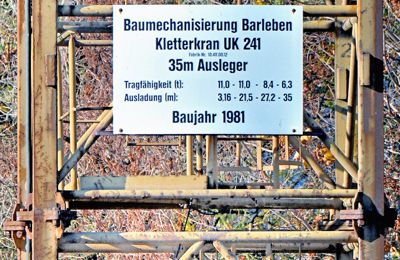 Baumechanisierung Barleben
Kletterkran UK 241
35m Ausleger
Tragfähigkeit (t): 11,0 - 11,0 - 8,4 - 6,3
Ausladung (m): 3,16 - 21,5 - 27,2 - 35
Baujahr 1981